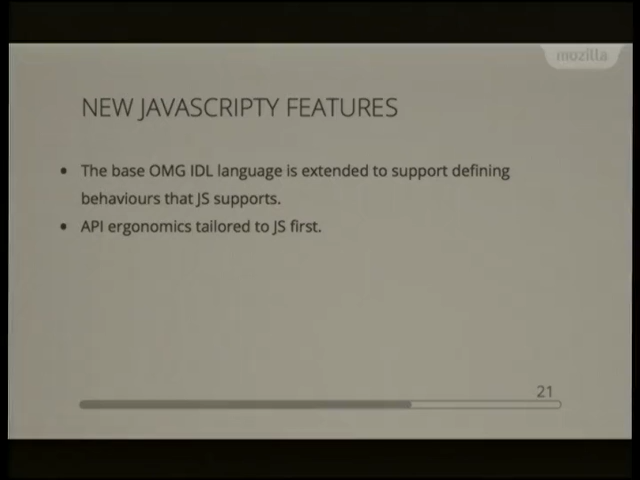 mozilla
NEW JAVASCRIPTY FEATURES
• The base OMG IDL language is extended to support defining
behaviours that JS supports.
• API ergonomics tailored to JS first.
21